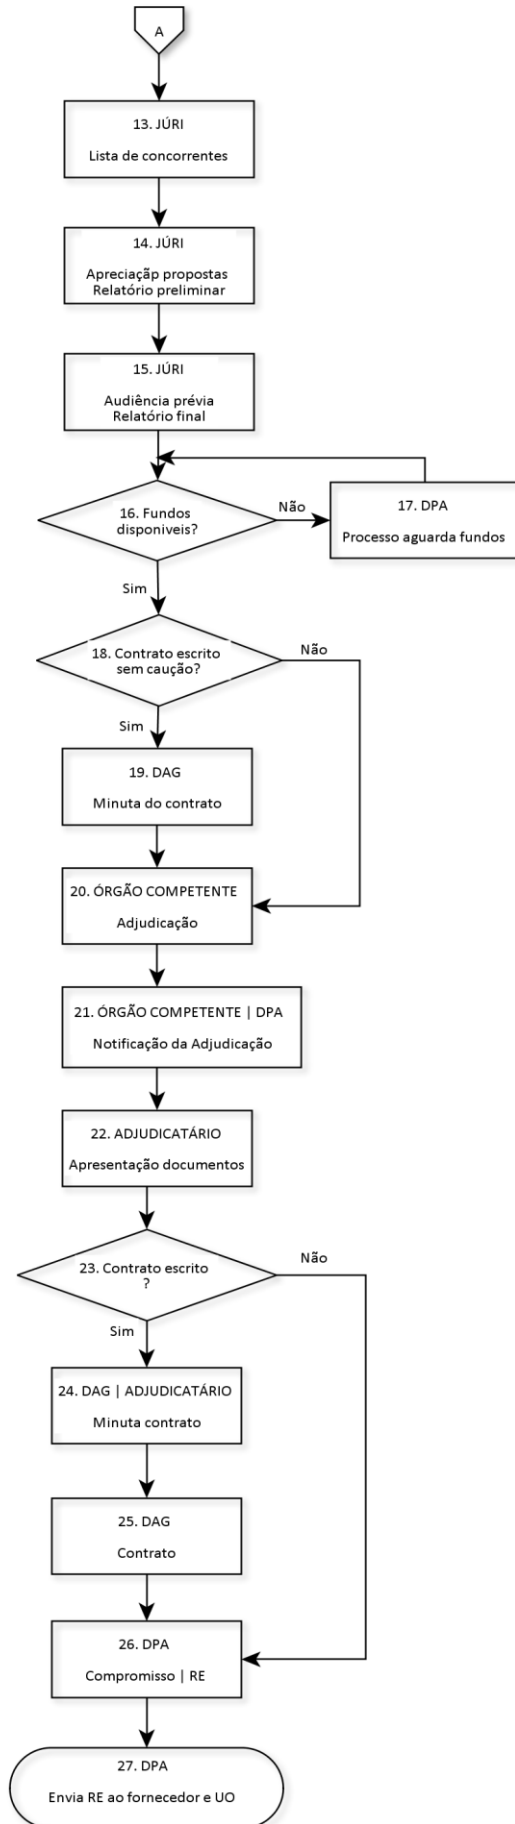 A
13. JÚRI
Lista de concorrentes
14. JÚRI
Apreciaçãp propostas
Relatório preliminar
15. JÚRI
Audiência prévia
Relatório final
16. Fundos
disponiveis?
Não
17. DPA
Processo aguarda fundos
Sim
18. Contrato escrito
sem caução?
Não
Sim
19. DAG
Minuta do contrato
20. ÓRGÃO COMPETENTE
Adjudicação
21. ÓRGÃO COMPETENTE | DPA
Notificação da Adjudicação
22. ADJUDICATÁRIO
Apresentação documentos
23. Contrato escrito
?
Não
Sim
24. DAG | ADJUDICATÁRIO
Minuta contrato
25. DAG
Contrato
26. DPA
Compromisso | RE
27. DPA
Envia RE ao fornecedor e UO